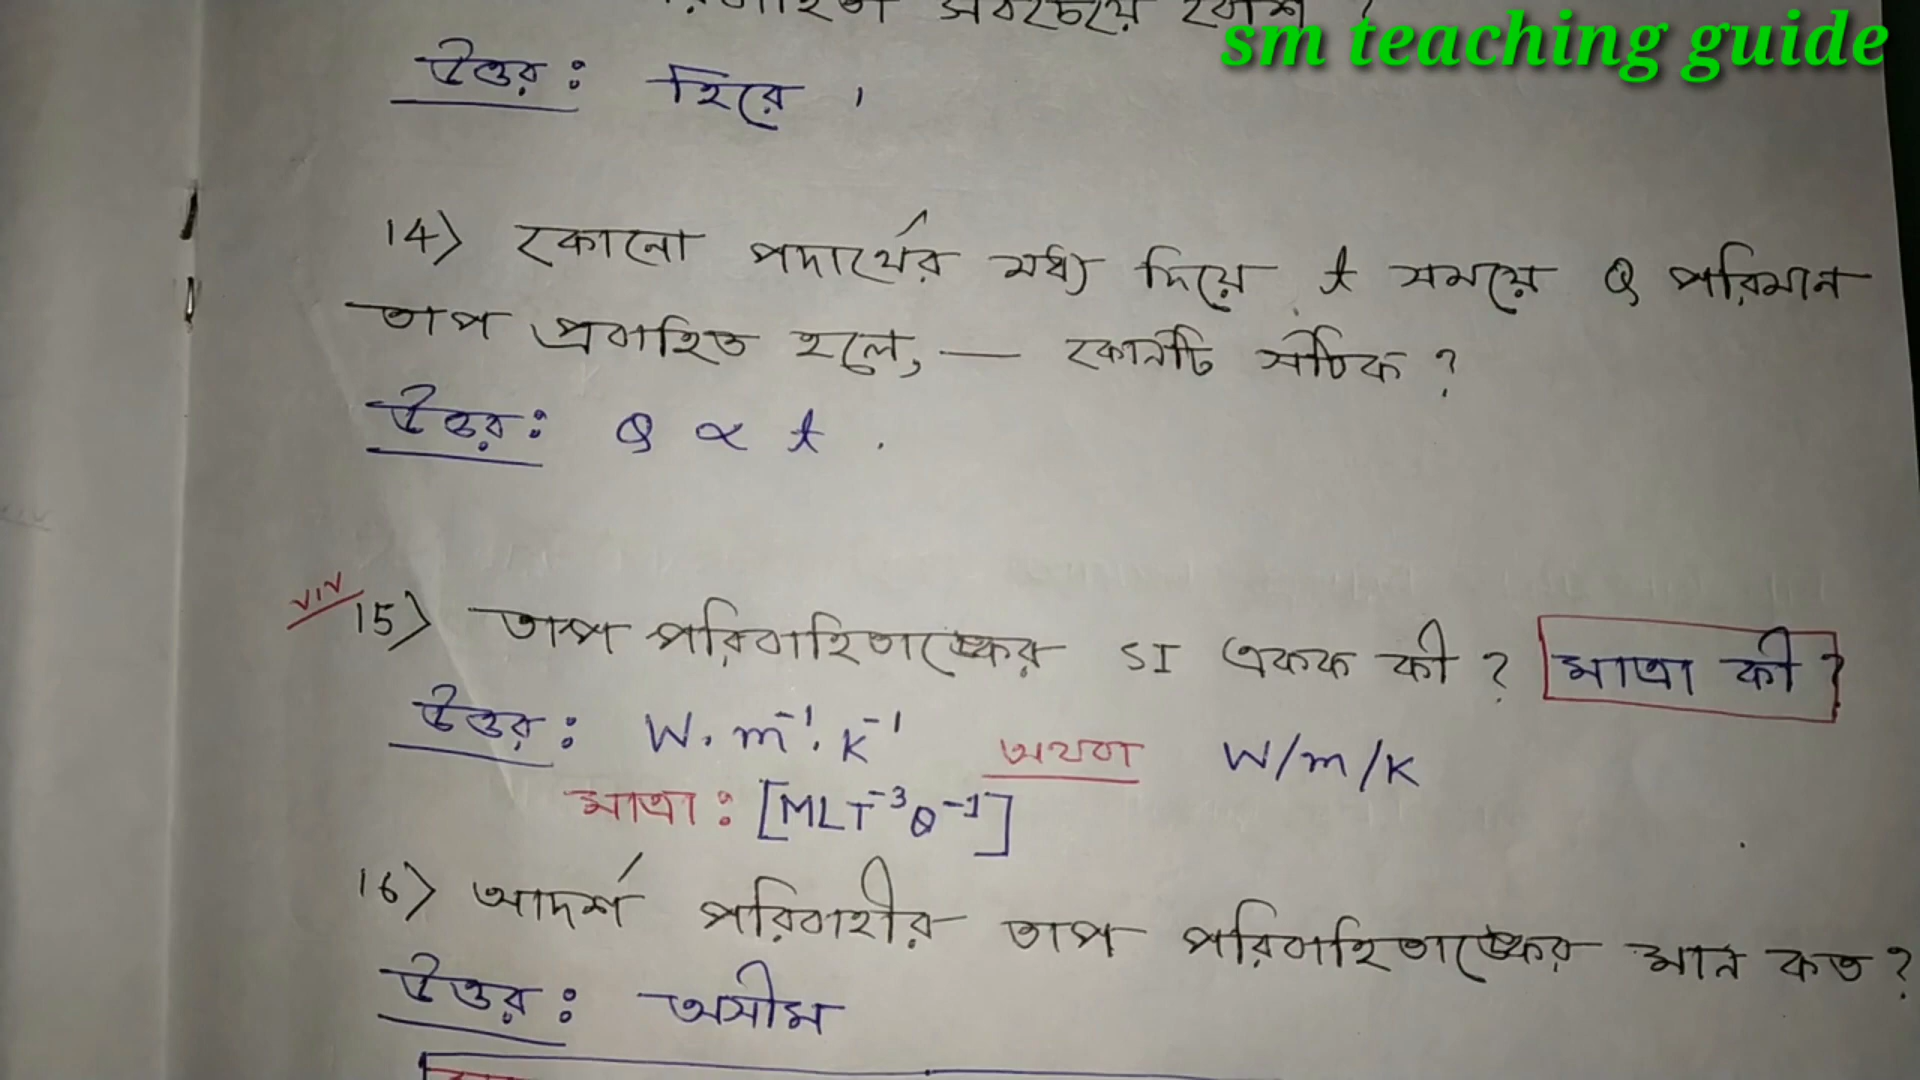 সবচেয়ে বেশি ?
sm teaching guide
উত্তর : হিরে ।
14) কোনো পদার্থের মধ্য দিয়ে t সময়ে Q পরিমান
তাপ প্রবাহিত হলে, — কোনটি সঠিক ?
উত্তর : Q ∝ t .
VIV 15) তাপ পরিবাহিতাঙ্কের SI একক কী ? মাত্রা কী ?
উত্তর : W. m⁻¹. K⁻¹ অথবা W/m/K
মাত্রা : [MLT⁻³θ⁻¹]
16) আদর্শ পরিবাহীর তাপ পরিবাহিতাঙ্কের মান কত ?
উত্তর : অসীম